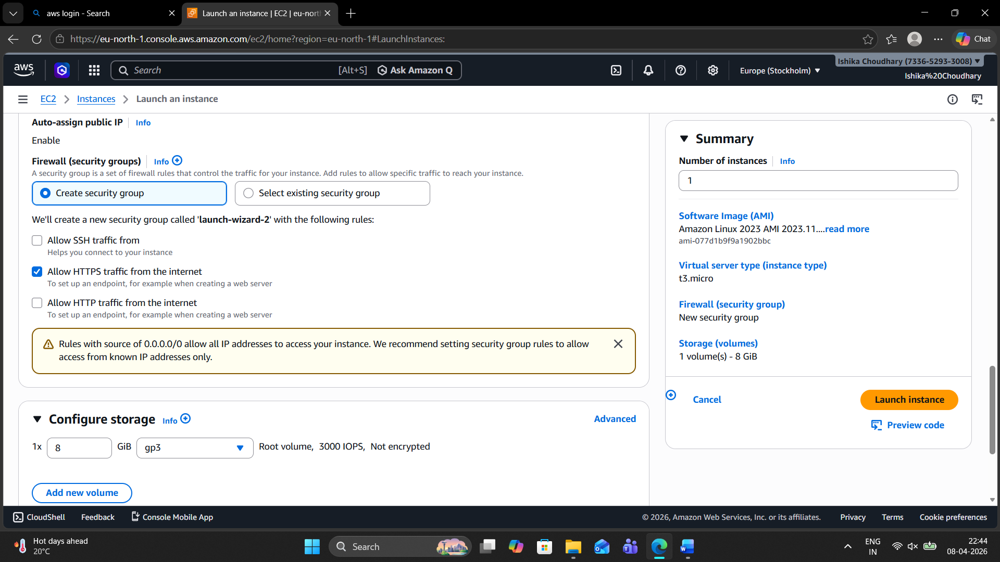 aws login - Search
Launch an instance | EC2 | eu-nort
https://eu-north-1.console.aws.amazon.com/ec2/home?region=eu-north-1#LaunchInstances:
Chat
aws
Search
[Alt+S]
Ask Amazon Q
Europe (Stockholm)
Ishika Choudhary (7336-5293-3008)
Ishika%20Choudhary
EC2
Instances
Launch an instance
Auto-assign public IP
Info
Enable
Firewall (security groups)
Info
A security group is a set of firewall rules that control the traffic for your instance. Add rules to allow specific traffic to reach your instance.
Create security group
Select existing security group
We'll create a new security group called 'launch-wizard-2' with the following rules:
Allow SSH traffic from
Helps you connect to your instance
Allow HTTPS traffic from the internet
To set up an endpoint, for example when creating a web server
Allow HTTP traffic from the internet
To set up an endpoint, for example when creating a web server
Rules with source of 0.0.0.0/0 allow all IP addresses to access your instance. We recommend setting security group rules to allow
access from known IP addresses only.
Configure storage
Info
Advanced
1x
8
GiB
gp3
Root volume, 3000 IOPS, Not encrypted
Add new volume
Summary
Number of instances
Info
1
Software Image (AMI)
Amazon Linux 2023 AMI 2023.11....read more
ami-077d1b9f9a1902bbc
Virtual server type (instance type)
t3.micro
Firewall (security group)
New security group
Storage (volumes)
1 volume(s) - 8 GiB
Cancel
Launch instance
Preview code
CloudShell
Feedback
Console Mobile App
© 2026, Amazon Web Services, Inc. or its affiliates.
Privacy
Terms
Cookie preferences
Hot days ahead
20°C
Search
ENG
IN
22:44
08-04-2026